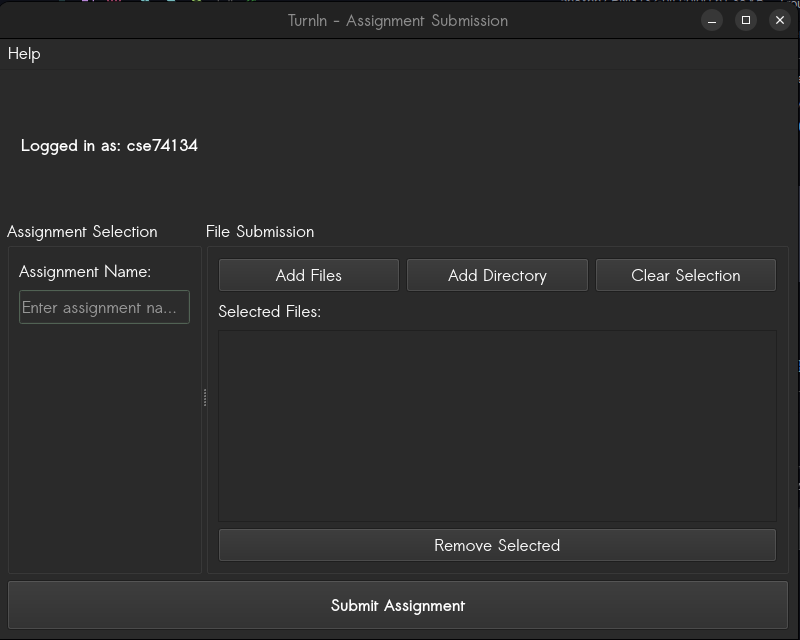 TurnIn - Assignment Submission
Help
Logged in as: cse74134
Assignment Selection
File Submission
Assignment Name:
Enter assignment na...
Add Files
Add Directory
Clear Selection
Selected Files:
Remove Selected
Submit Assignment